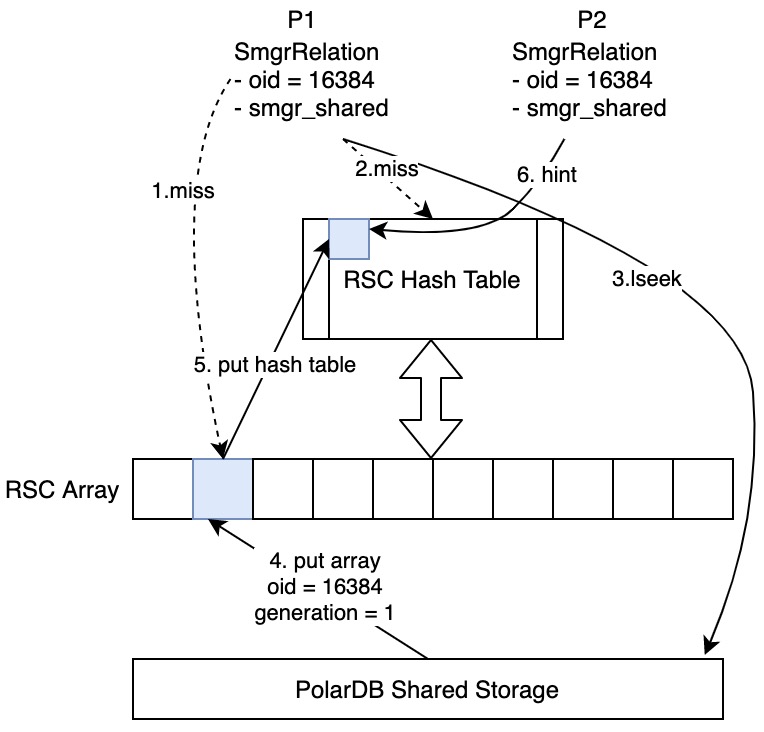 P1
SmgrRelation
- oid = 16384
- smgr_shared
P2
SmgrRelation
- oid = 16384
- smgr_shared
1.miss
2.miss
6. hint
3.lseek
RSC Hash Table
5. put hash table
RSC Array
4. put array
oid = 16384
generation = 1
PolarDB Shared Storage